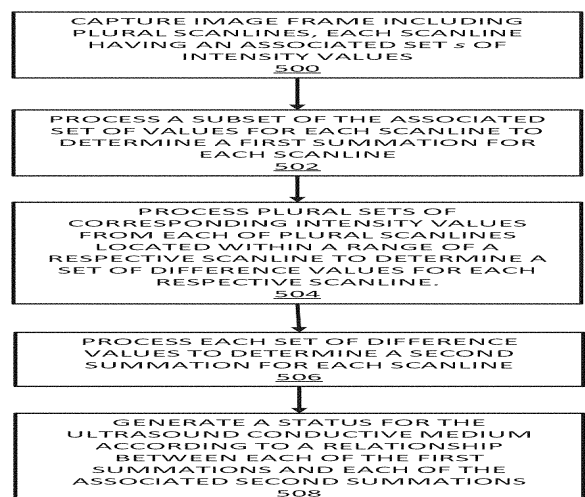 CAPTURE IMAGE FRAME INCLUDING
PLURAL SCANLINES, EACH SCANLINE
HAVING AN ASSOCIATED SET s OF
INTENSITY VALUES
500
PROCESS A SUBSET OF THE ASSOCIATED
SET OF VALUES FOR EACH SCANLINE TO
DETERMINE A FIRST SUMMATION FOR
EACH SCANLINE
502
PROCESS PLURAL SETS OF
CORRESPONDING INTENSITY VALUES
FROM EACH OF PLURAL SCANLINES
LOCATED WITHIN A RANGE OF A
RESPECTIVE SCANLINE TO DETERMINE A
SET OF DIFFERENCE VALUES FOR EACH
RESPECTIVE SCANLINE.
504
PROCESS EACH SET OF DIFFERENCE
VALUES TO DETERMINE A SECOND
SUMMATION FOR EACH SCANLINE
506
GENERATE A STATUS FOR THE
ULTRASOUND CONDUCTIVE MEDIUM
ACCORDING TO A RELATIONSHIP
BETWEEN EACH OF THE FIRST
SUMMATIONS AND EACH OF THE
ASSOCIATED SECOND SUMMATIONS
508